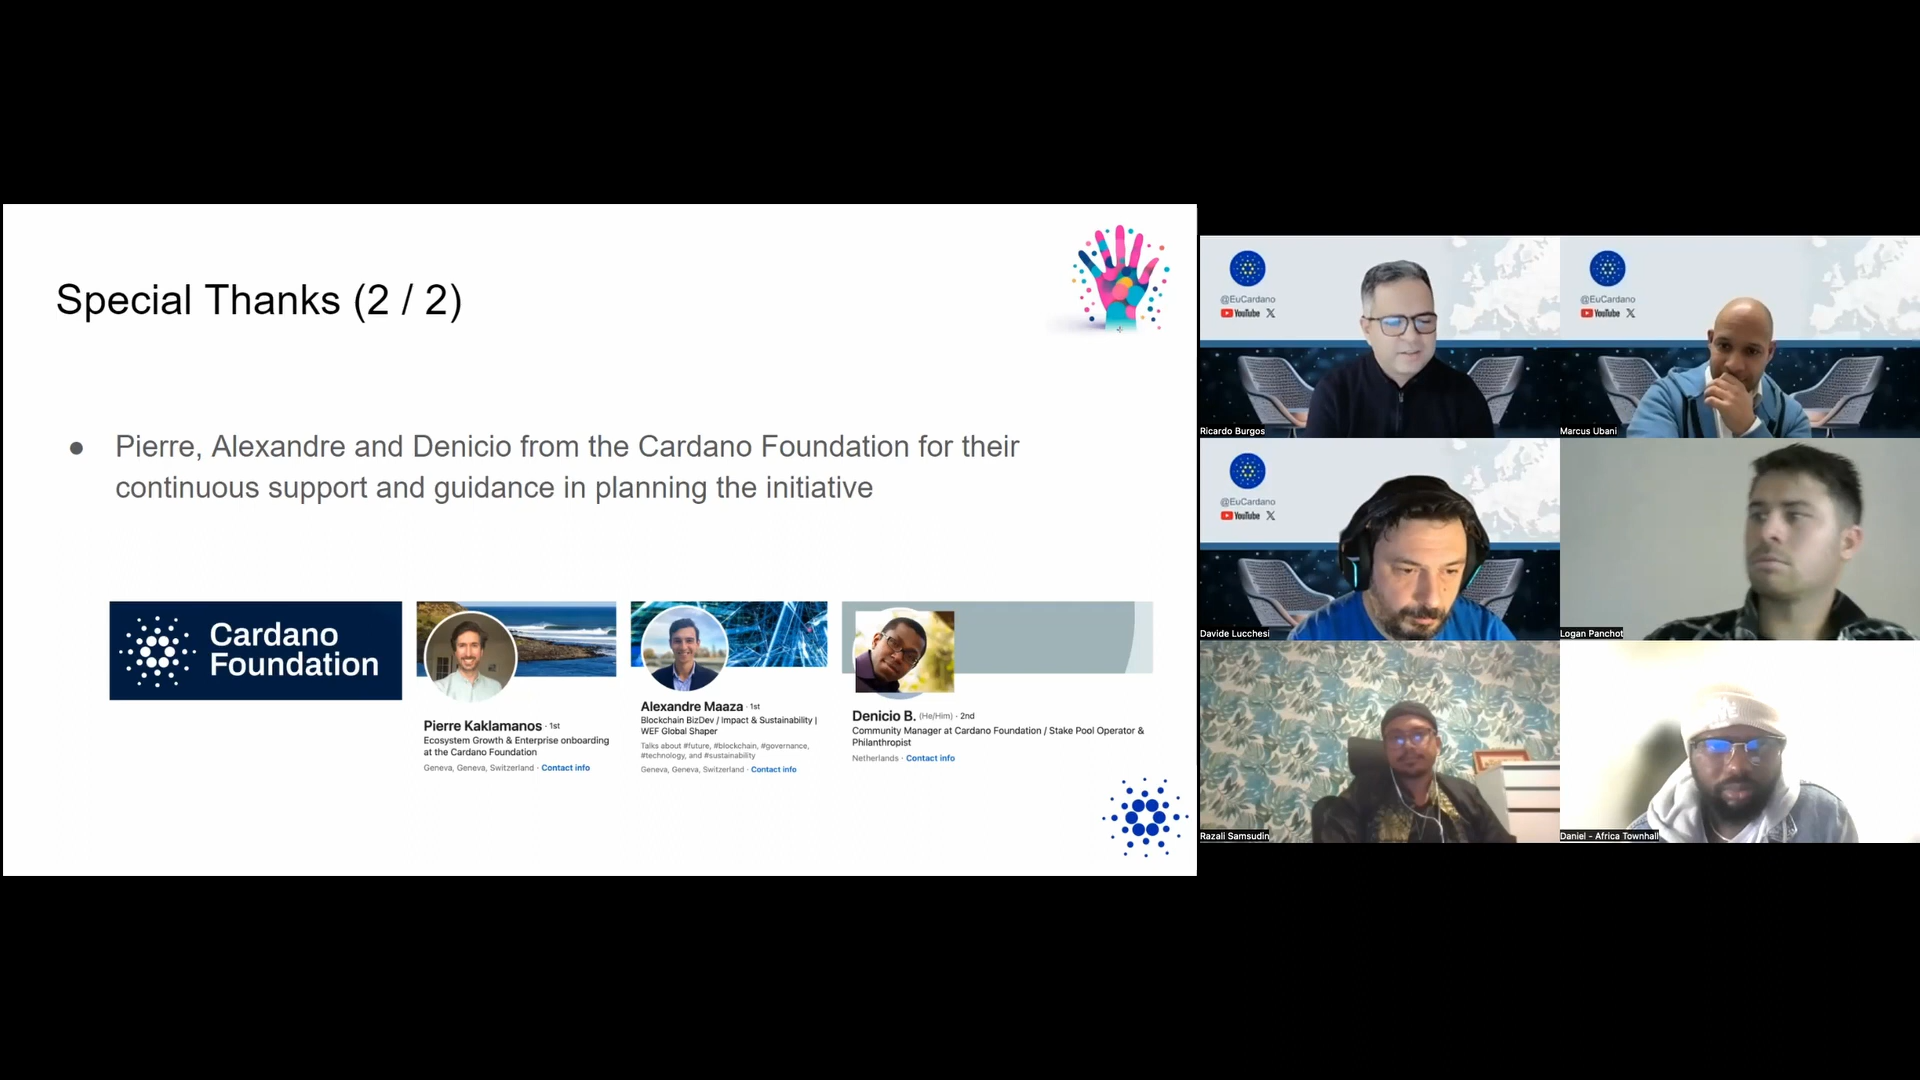 Special Thanks (2 / 2)
● Pierre, Alexandre and Denicio from the Cardano Foundation for their
continuous support and guidance in planning the initiative
Cardano
Foundation
Pierre Kaklamanos · 1st
Ecosystem Growth & Enterprise onboarding
at the Cardano Foundation
Geneva, Geneva, Switzerland · Contact info
Alexandre Maaza · 1st
Blockchain BizDev / Impact & Sustainability |
WEF Global Shaper
Talks about #future, #blockchain, #governance,
#technology, and #sustainability
Geneva, Geneva, Switzerland · Contact info
Denicio B. (He/Him) · 2nd
Community Manager at Cardano Foundation / Stake Pool Operator &
Philanthropist
Netherlands · Contact info
@EuCardano
YouTube X
Ricardo Burgos
@EuCardano
YouTube X
Marcus Ubani
@EuCardano
YouTube X
Davide Lucchesi
Logan Panchot
Razali Samsudin
Daniel - Africa Townhall